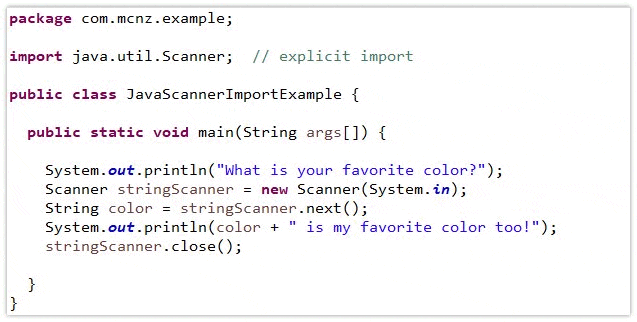 package com.mcnz.example;
import java.util.Scanner;  // explicit import
public class JavaScannerImportExample {
  public static void main(String args[]) {
    System.out.println("What is your favorite color?");
    Scanner stringScanner = new Scanner(System.in);
    String color = stringScanner.next();
    System.out.println(color + " is my favorite color too!");
    stringScanner.close();
  }
}